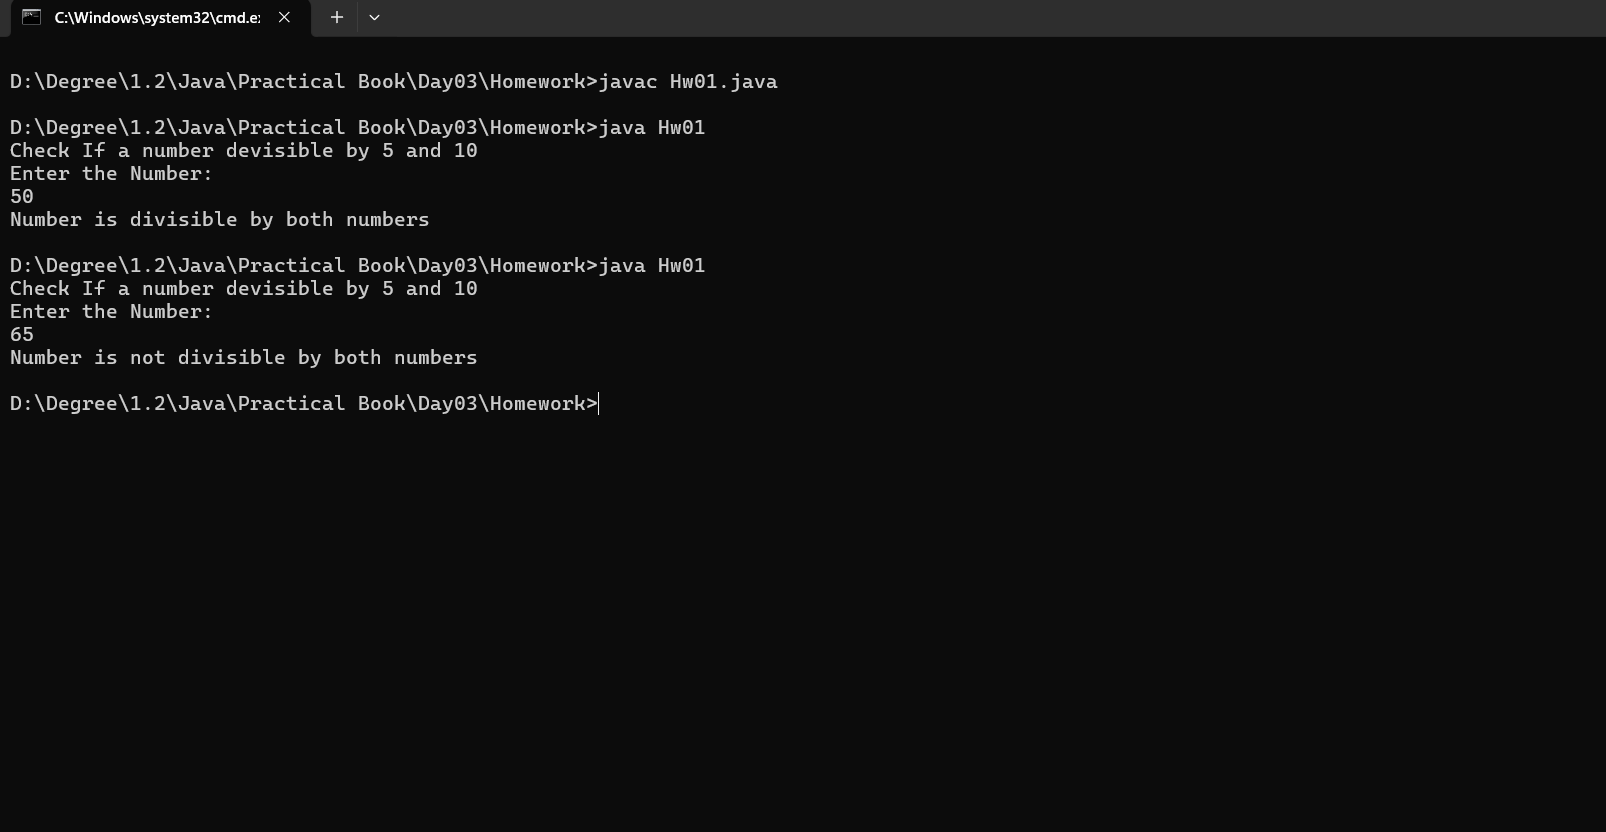 C:\Windows\system32\cmd.e
D:\Degree\1.2\Java\Practical Book\Day03\Homework>javac Hw01.java
D:\Degree\1.2\Java\Practical Book\Day03\Homework>java Hw01
Check If a number devisible by 5 and 10
Enter the Number:
50
Number is divisible by both numbers
D:\Degree\1.2\Java\Practical Book\Day03\Homework>java Hw01
Check If a number devisible by 5 and 10
Enter the Number:
65
Number is not divisible by both numbers
D:\Degree\1.2\Java\Practical Book\Day03\Homework>